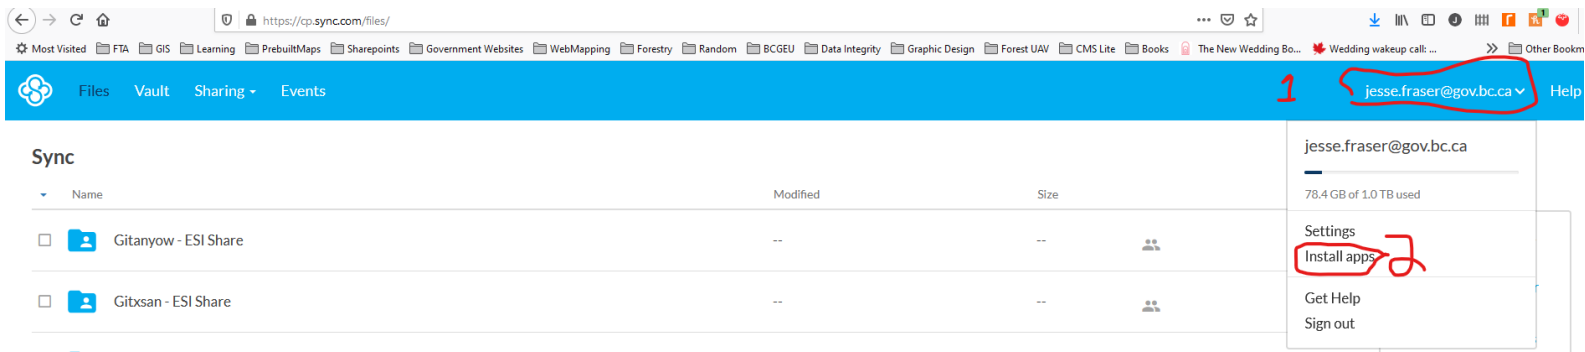 https://cp.sync.com/files/
Most Visited FTA GIS Learning PrebuiltMaps Sharepoints Government Websites WebMapping Forestry Random BCGEU Data Integrity Graphic Design Forest UAV CMS Lite Books The New Wedding Bo... Wedding wakeup call: ... Other Bookm
Files Vault Sharing Events 1 jesse.fraser@gov.bc.ca Help
Sync
jesse.fraser@gov.bc.ca
Name Modified Size
78.4 GB of 1.0 TB used
Settings
Gitanyow - ESI Share -- --
Install apps 2
Gitxsan - ESI Share -- --
Get Help
Sign out